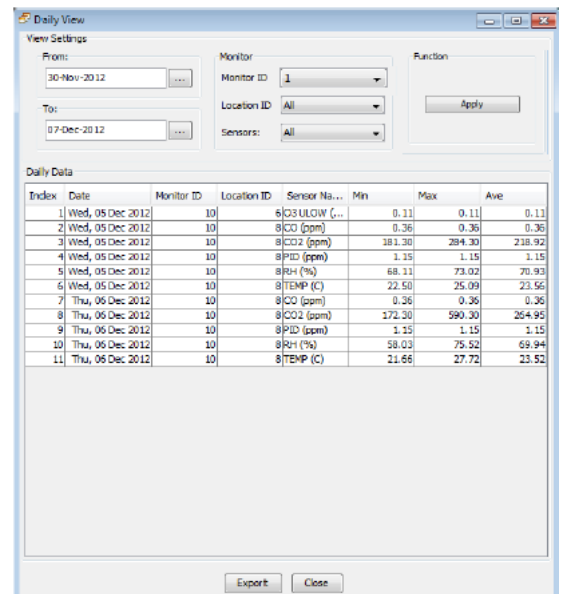 Daily View
View Settings
From:
30-Nov-2012 ...
To:
07-Dec-2012 ...
Monitor
Monitor ID 1
Location ID All
Sensors: All
Function
Apply
Daily Data
Index Date Monitor ID Location ID Sensor Na... Min Max Ave
1 Wed, 05 Dec 2012 10 6 O3 ULOW (,... 0.11 0.11 0.11
2 Wed, 05 Dec 2012 10 8 CO (ppm) 0.36 0.36 0.36
3 Wed, 05 Dec 2012 10 8 CO2 (ppm) 181.30 284.30 218.92
4 Wed, 05 Dec 2012 10 8 PID (ppm) 1.15 1.15 1.15
5 Wed, 05 Dec 2012 10 8 RH (%) 68.11 73.02 70.93
6 Wed, 05 Dec 2012 10 8 TEMP (C) 22.50 25.09 23.56
7 Thu, 06 Dec 2012 10 8 CO (ppm) 0.36 0.36 0.36
8 Thu, 06 Dec 2012 10 8 CO2 (ppm) 172.30 590.30 264.95
9 Thu, 06 Dec 2012 10 8 PID (ppm) 1.15 1.15 1.15
10 Thu, 06 Dec 2012 10 8 RH (%) 58.03 75.52 69.94
11 Thu, 06 Dec 2012 10 8 TEMP (C) 21.66 27.72 23.52
Export Close